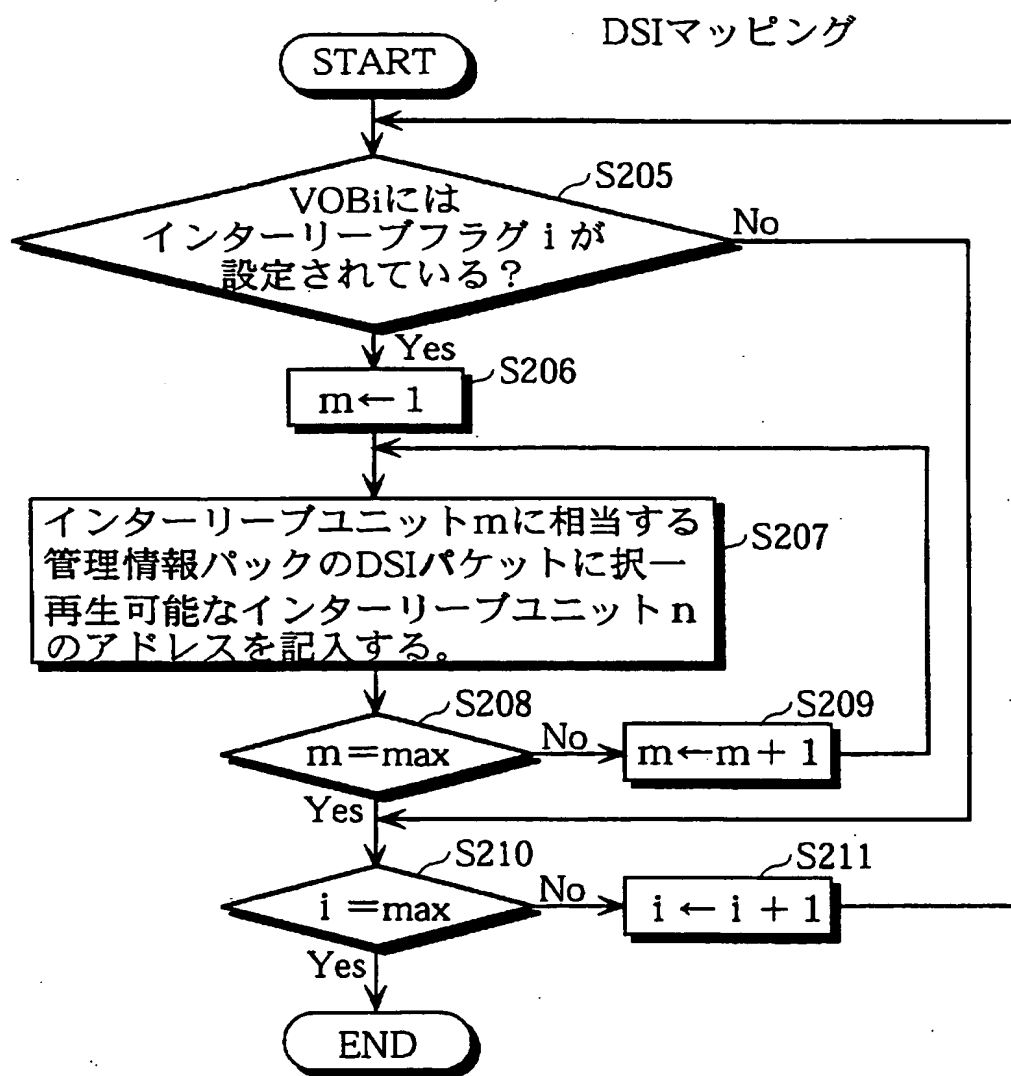 DSIマッピング
START
S205
VOBiには
インターリーブフラグ i が
設定されている？
No
Yes
S206
m←1
インターリーブユニットmに相当する
管理情報パックのDSIパケットに択一
再生可能なインターリーブユニットn
のアドレスを記入する。
S207
S208
m＝max
No
S209
m←m＋1
Yes
S210
i＝max
No
S211
i←i＋1
Yes
END